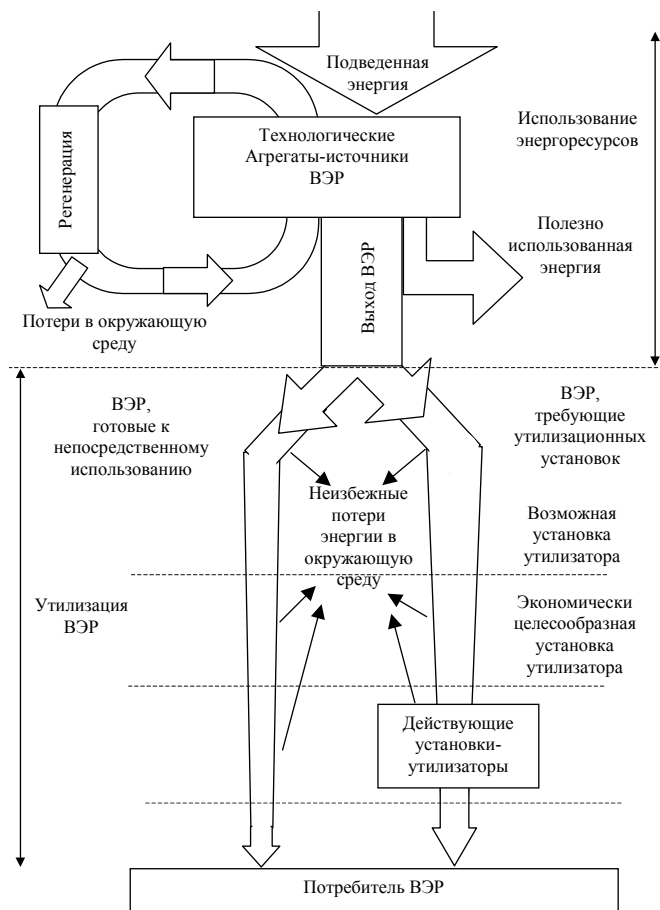 Подведенная
энергия
Использование
энергоресурсов
Технологические
Агрегаты-источники
ВЭР
Регенерация
Полезно
использованная
энергия
Выход ВЭР
Потери в окружающую
среду
ВЭР,
готовые к
непосредственному
использованию
ВЭР,
требующие
утилизационных
установок
Неизбежные
потери
энергии в
окружающую
среду
Возможная
установка
утилизатора
Утилизация
ВЭР
Экономически
целесообразная
установка
утилизатора
Действующие
установки-
утилизаторы
Потребитель ВЭР